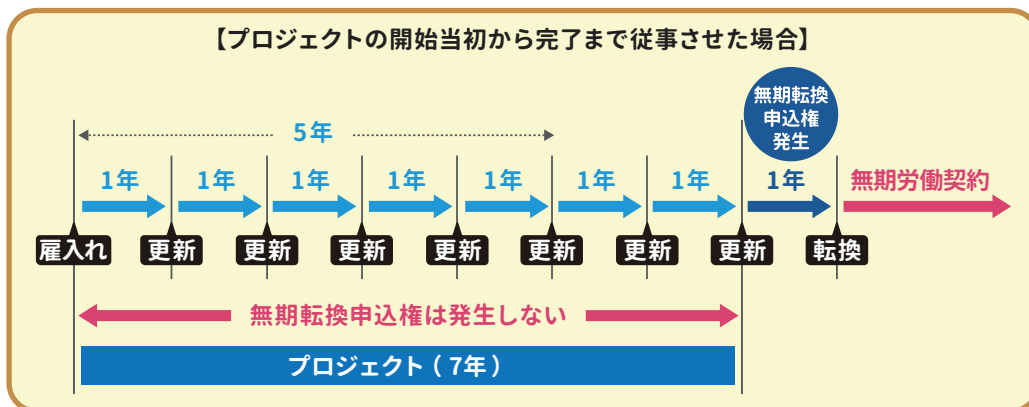 【プロジェクトの開始当初から完了まで従事させた場合】
無期転換
申込権
発生
5年
1年 1年 1年 1年 1年 1年 1年 1年 無期労働契約
雇入れ 更新 更新 更新 更新 更新 更新 更新 転換
無期転換申込権は発生しない
プロジェクト（7年）